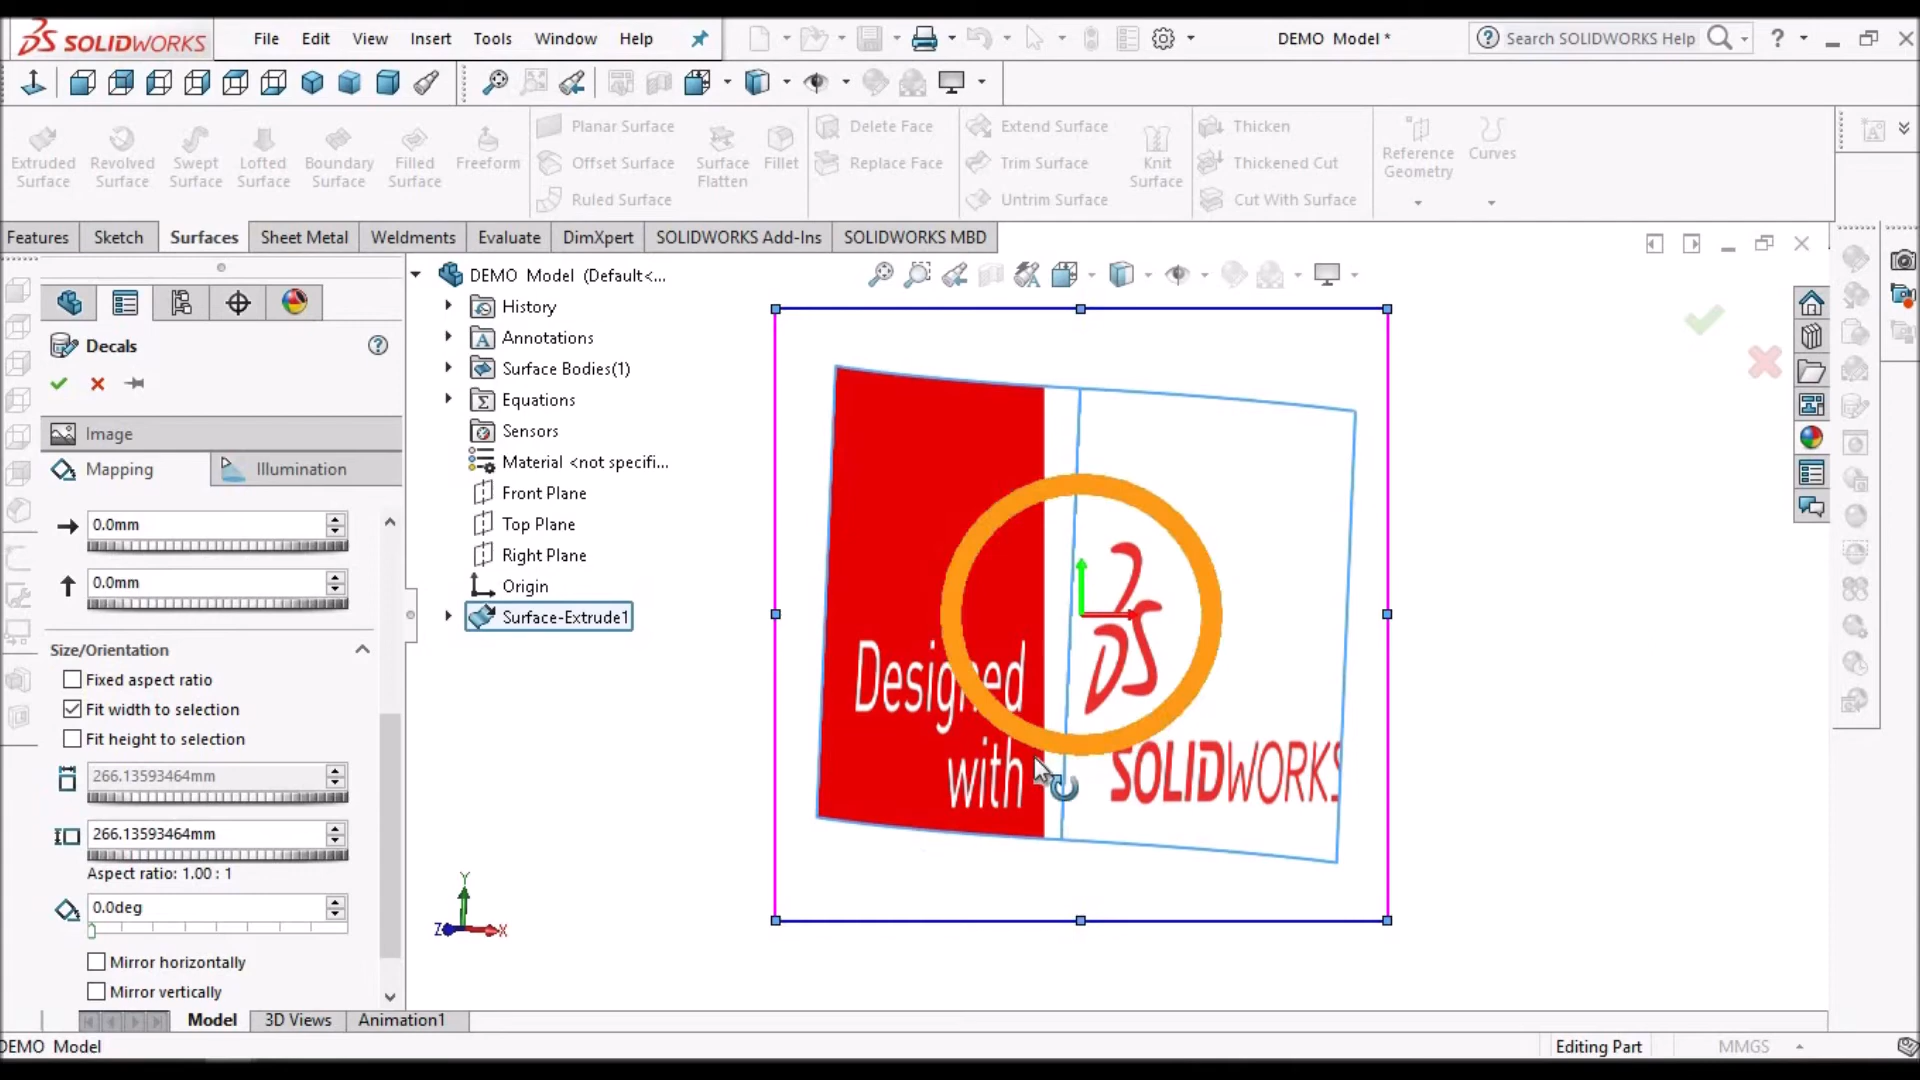 SOLIDWORKS
File Edit View Insert Tools Window Help
DEMO Model *
Search SOLIDWORKS Help
?
Extruded Surface
Revolved Surface
Swept Surface
Lofted Surface
Boundary Surface
Filled Surface
Freeform
Planar Surface
Offset Surface
Ruled Surface
Surface Flatten
Fillet
Delete Face
Replace Face
Extend Surface
Trim Surface
Untrim Surface
Knit Surface
Thicken
Thickened Cut
Cut With Surface
Reference Geometry
Curves
Features Sketch Surfaces Sheet Metal Weldments Evaluate DimXpert SOLIDWORKS Add-Ins SOLIDWORKS MBD
Decals
Image
Mapping
Illumination
0.0mm
0.0mm
Size/Orientation
Fixed aspect ratio
Fit width to selection
Fit height to selection
266.13593464mm
266.13593464mm
Aspect ratio: 1.00 : 1
0.0deg
Mirror horizontally
Mirror vertically
DEMO Model (Default<...
History
Annotations
Surface Bodies(1)
Equations
Sensors
Material <not specifi...
Front Plane
Top Plane
Right Plane
Origin
Surface-Extrude1
Designed
with
SOLIDWORKS
Y
Z
X
Model 3D Views Animation1
DEMO Model
Editing Part
MMGS